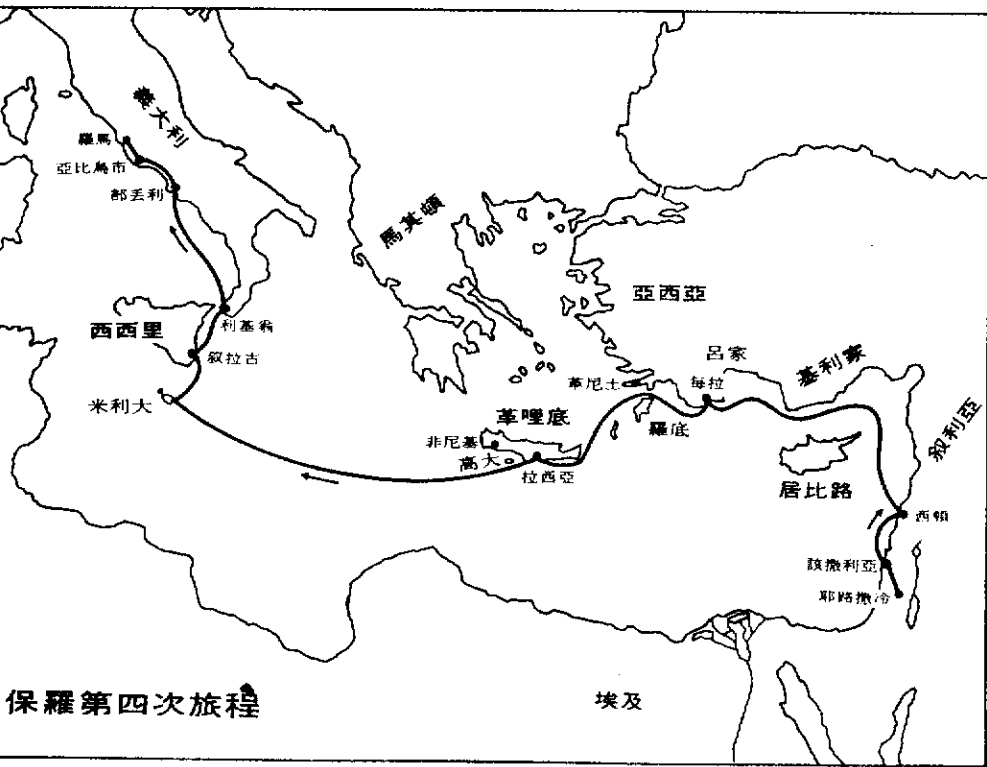 義大利
羅馬
亞比烏市
部丟利
馬其頓
亞西亞
西西里
利基翁
敘拉古
米利大
呂家
基利家
革尼土
每拉
敘利亞
革哩底
羅底
非尼基
高大
拉西亞
居比路
西頓
該撒利亞
耶路撒冷
埃及
保羅第四次旅程